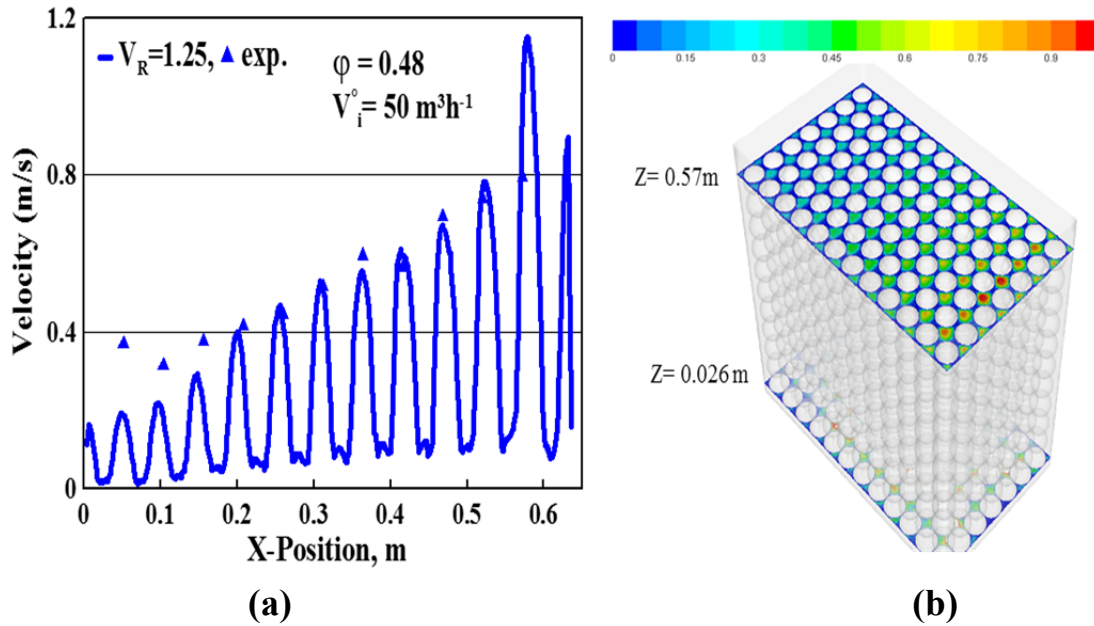 1.2
0.8
0.4
0
Velocity (m/s)
V_R=1.25, ▲ exp.
φ = 0.48
V°_i= 50 m³h⁻¹
0 0.1 0.2 0.3 0.4 0.5 0.6
X-Position, m
(a)
0 0.15 0.3 0.45 0.6 0.75 0.9
Z= 0.57m
Z= 0.026m
(b)